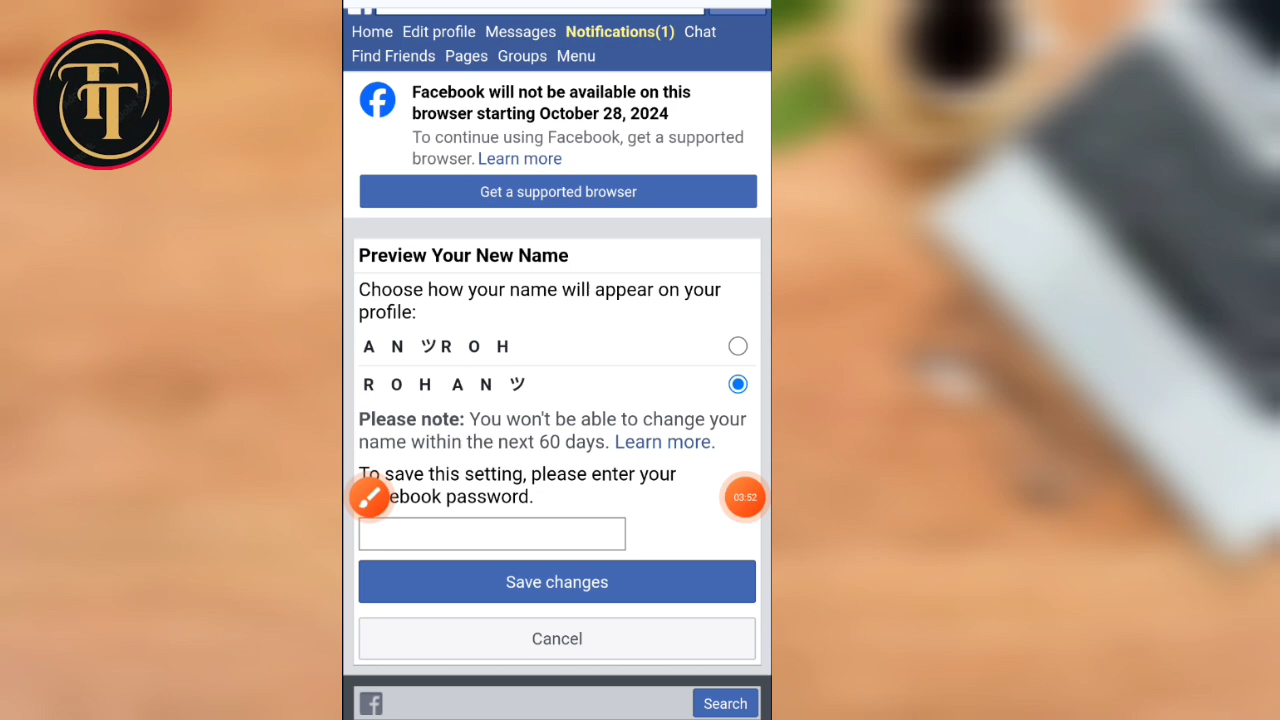 TT
Home Edit profile Messages Notifications(1) Chat
Find Friends Pages Groups Menu
Facebook will not be available on this
browser starting October 28, 2024
To continue using Facebook, get a supported
browser. Learn more
Get a supported browser
Preview Your New Name
Choose how your name will appear on your
profile:
A N ツR O H
R O H A N ツ
Please note: You won't be able to change your
name within the next 60 days. Learn more.
To save this setting, please enter your
ebook password.
03:52
Save changes
Cancel
Search